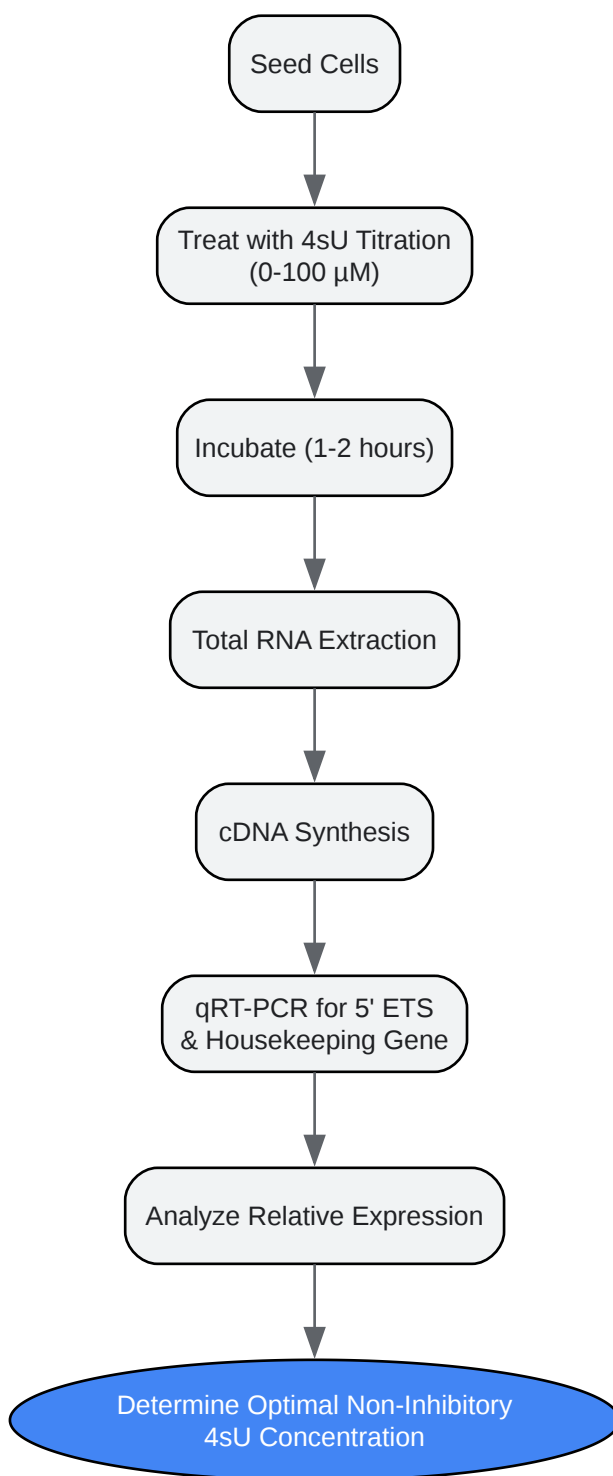 Seed Cells
Treat with 4sU Titration
(0-100 µM)
Incubate (1-2 hours)
Total RNA Extraction
cDNA Synthesis
qRT-PCR for 5' ETS
& Housekeeping Gene
Analyze Relative Expression
Determine Optimal Non-Inhibitory
4sU Concentration